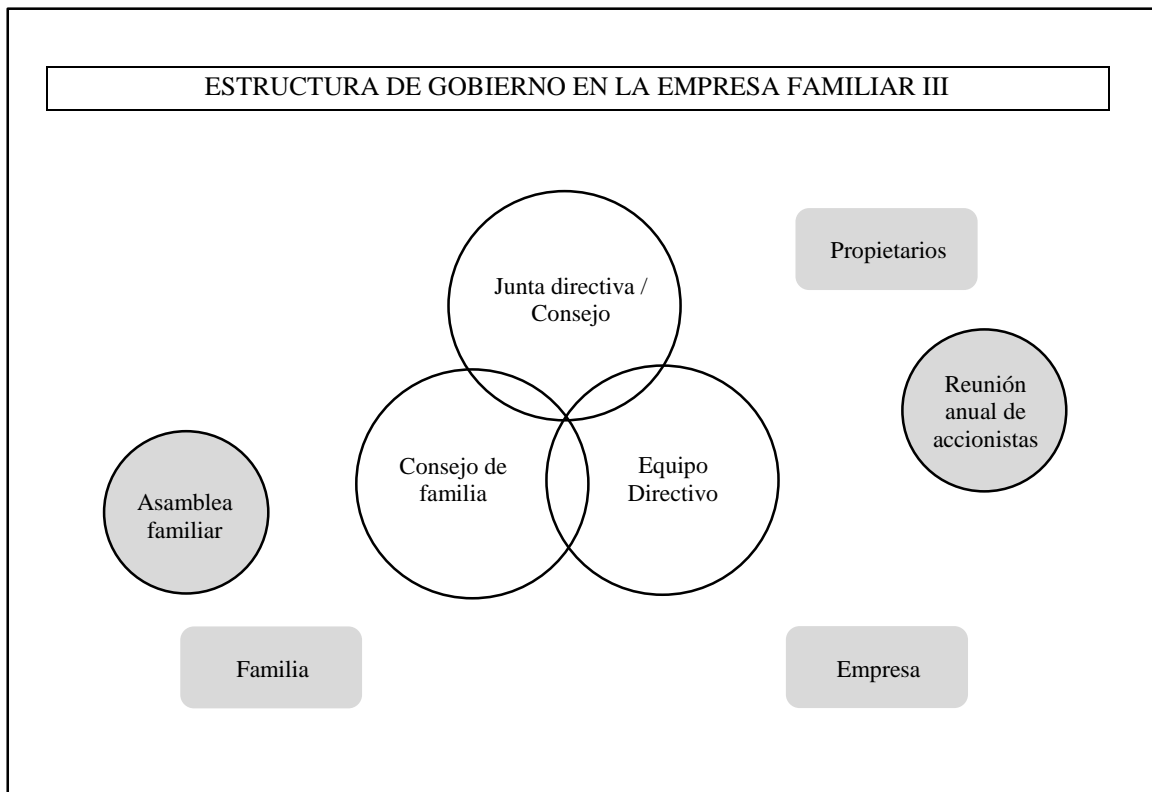 ESTRUCTURA DE GOBIERNO EN LA EMPRESA FAMILIAR III
Junta directiva /
Consejo
Propietarios
Reunión
anual de
accionistas
Consejo de
familia
Equipo
Directivo
Asamblea
familiar
Familia
Empresa